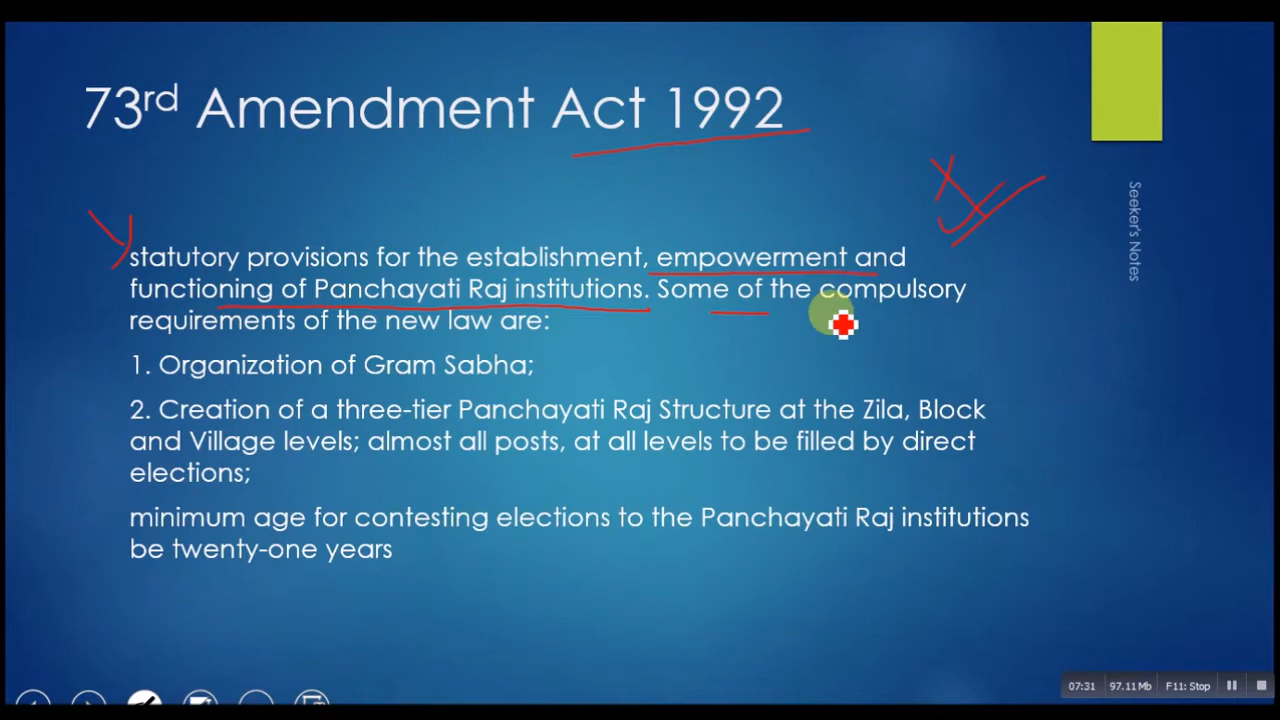 73rd Amendment Act 1992
Seeker's Notes
statutory provisions for the establishment, empowerment and
functioning of Panchayati Raj institutions. Some of the compulsory
requirements of the new law are:
1. Organization of Gram Sabha;
2. Creation of a three-tier Panchayati Raj Structure at the Zila, Block
and Village levels; almost all posts, at all levels to be filled by direct
elections;
minimum age for contesting elections to the Panchayati Raj institutions
be twenty-one years
07:31 97.11 Mb F11: Stop